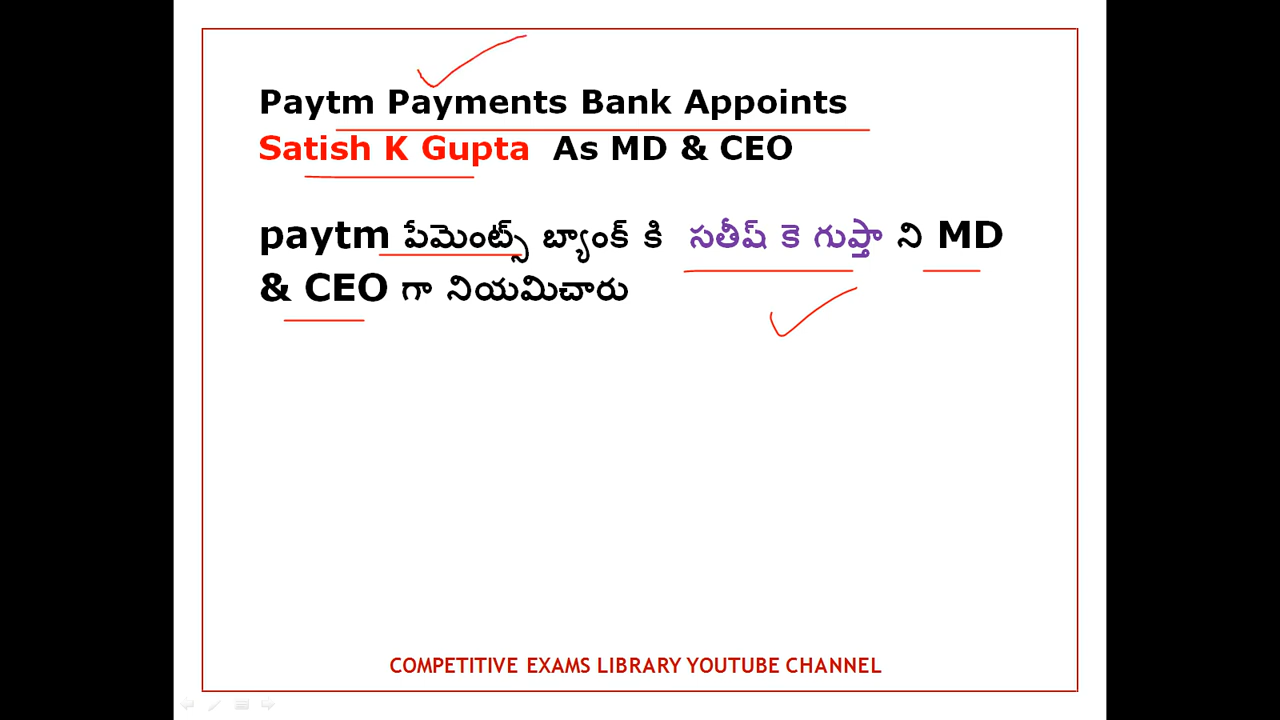 Paytm Payments Bank Appoints
Satish K Gupta As MD & CEO
paytm పేమెంట్స్ బ్యాంక్ కి సతీష్ కె గుప్తా ని MD
& CEO గా నియమిచారు
COMPETITIVE EXAMS LIBRARY YOUTUBE CHANNEL